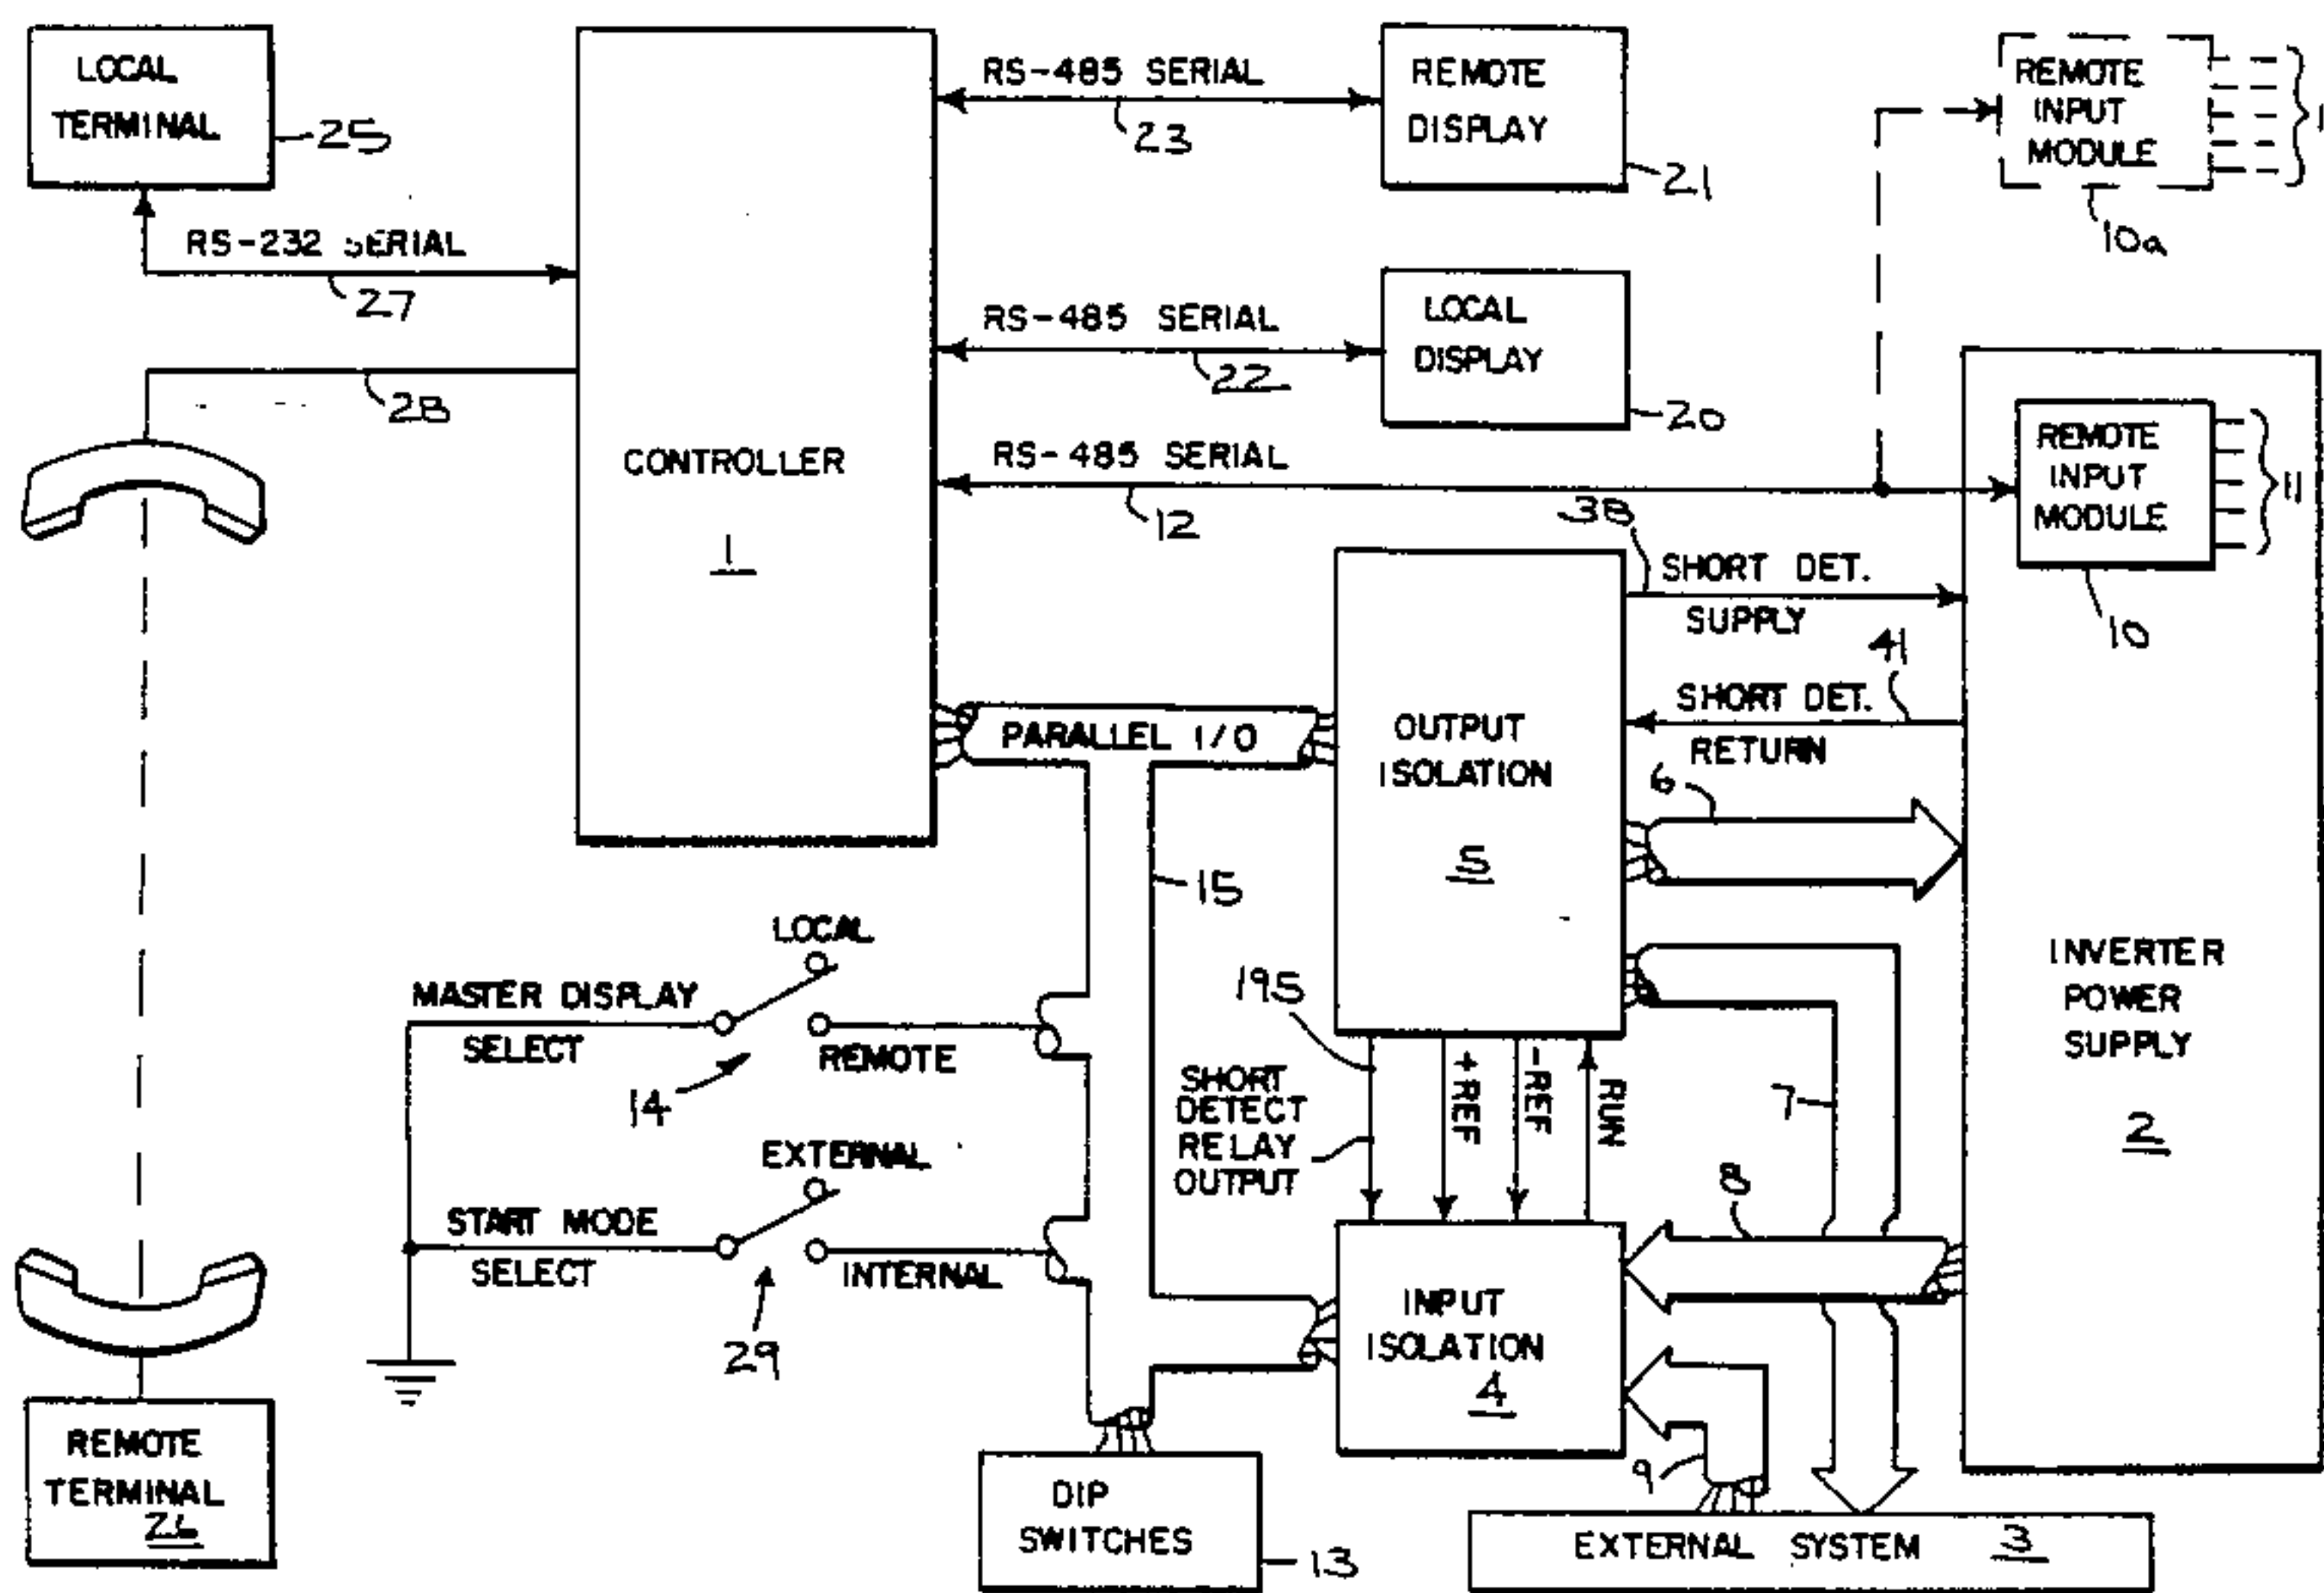 LOCAL
TERMINAL
25
RS-232 SERIAL
27
28
CONTROLLER
1
RS-485 SERIAL
23
REMOTE
DISPLAY
21
RS-485 SERIAL
22
LOCAL
DISPLAY
20
RS-485 SERIAL
12
REMOTE
INPUT
MODULE
10a
REMOTE
INPUT
MODULE
11
10
38
SHORT DET.
SUPPLY
41
SHORT DET.
RETURN
PARALLEL I/O
OUTPUT
ISOLATION
5
6
15
INVERTER
POWER
SUPPLY
2
LOCAL
MASTER DISPLAY
SELECT
REMOTE
14
EXTERNAL
START MODE
SELECT
INTERNAL
29
195
SHORT
DETECT
RELAY
OUTPUT
+REF
-REF
RUN
7
8
INPUT
ISOLATION
4
9
REMOTE
TERMINAL
26
DIP
SWITCHES
13
EXTERNAL SYSTEM 3